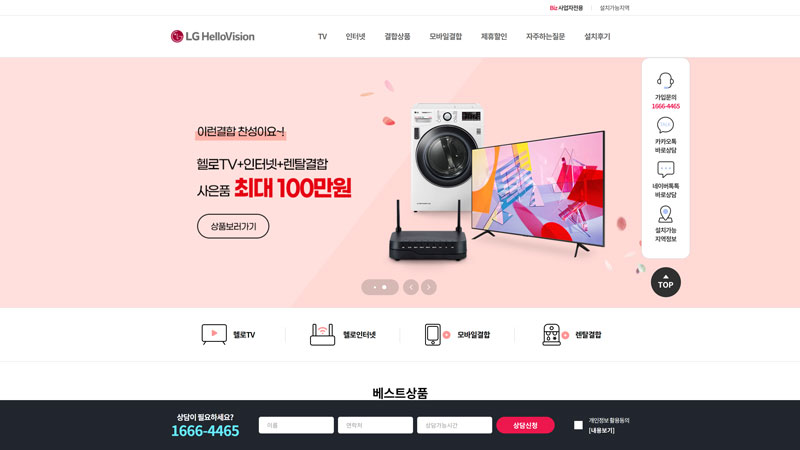 Biz 사업자전용
설치가능지역
LG HelloVision
TV
인터넷
결합상품
모바일결합
제휴할인
자주하는질문
설치후기
이런결합 찬성이요~!
헬로TV+인터넷+렌탈결합
사은품 최대 100만원
상품보러가기
가입문의
1666-4465
TALK
카카오톡
바로상담
네이버톡톡
바로상담
설치가능
지역정보
TOP
헬로TV
헬로인터넷
모바일결합
렌탈결합
베스트상품
상담이 필요하세요?
1666-4465
이름
연락처
상담가능시간
상담신청
개인정보 활용동의
[내용보기]